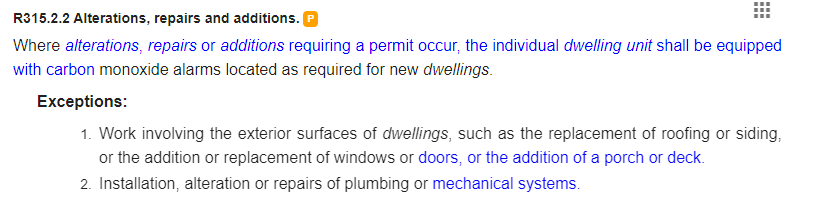 R315.2.2 Alterations, repairs and additions. P
Where alterations, repairs or additions requiring a permit occur, the individual dwelling unit shall be equipped
with carbon monoxide alarms located as required for new dwellings.
Exceptions:
1. Work involving the exterior surfaces of dwellings, such as the replacement of roofing or siding,
or the addition or replacement of windows or doors, or the addition of a porch or deck.
2. Installation, alteration or repairs of plumbing or mechanical systems.